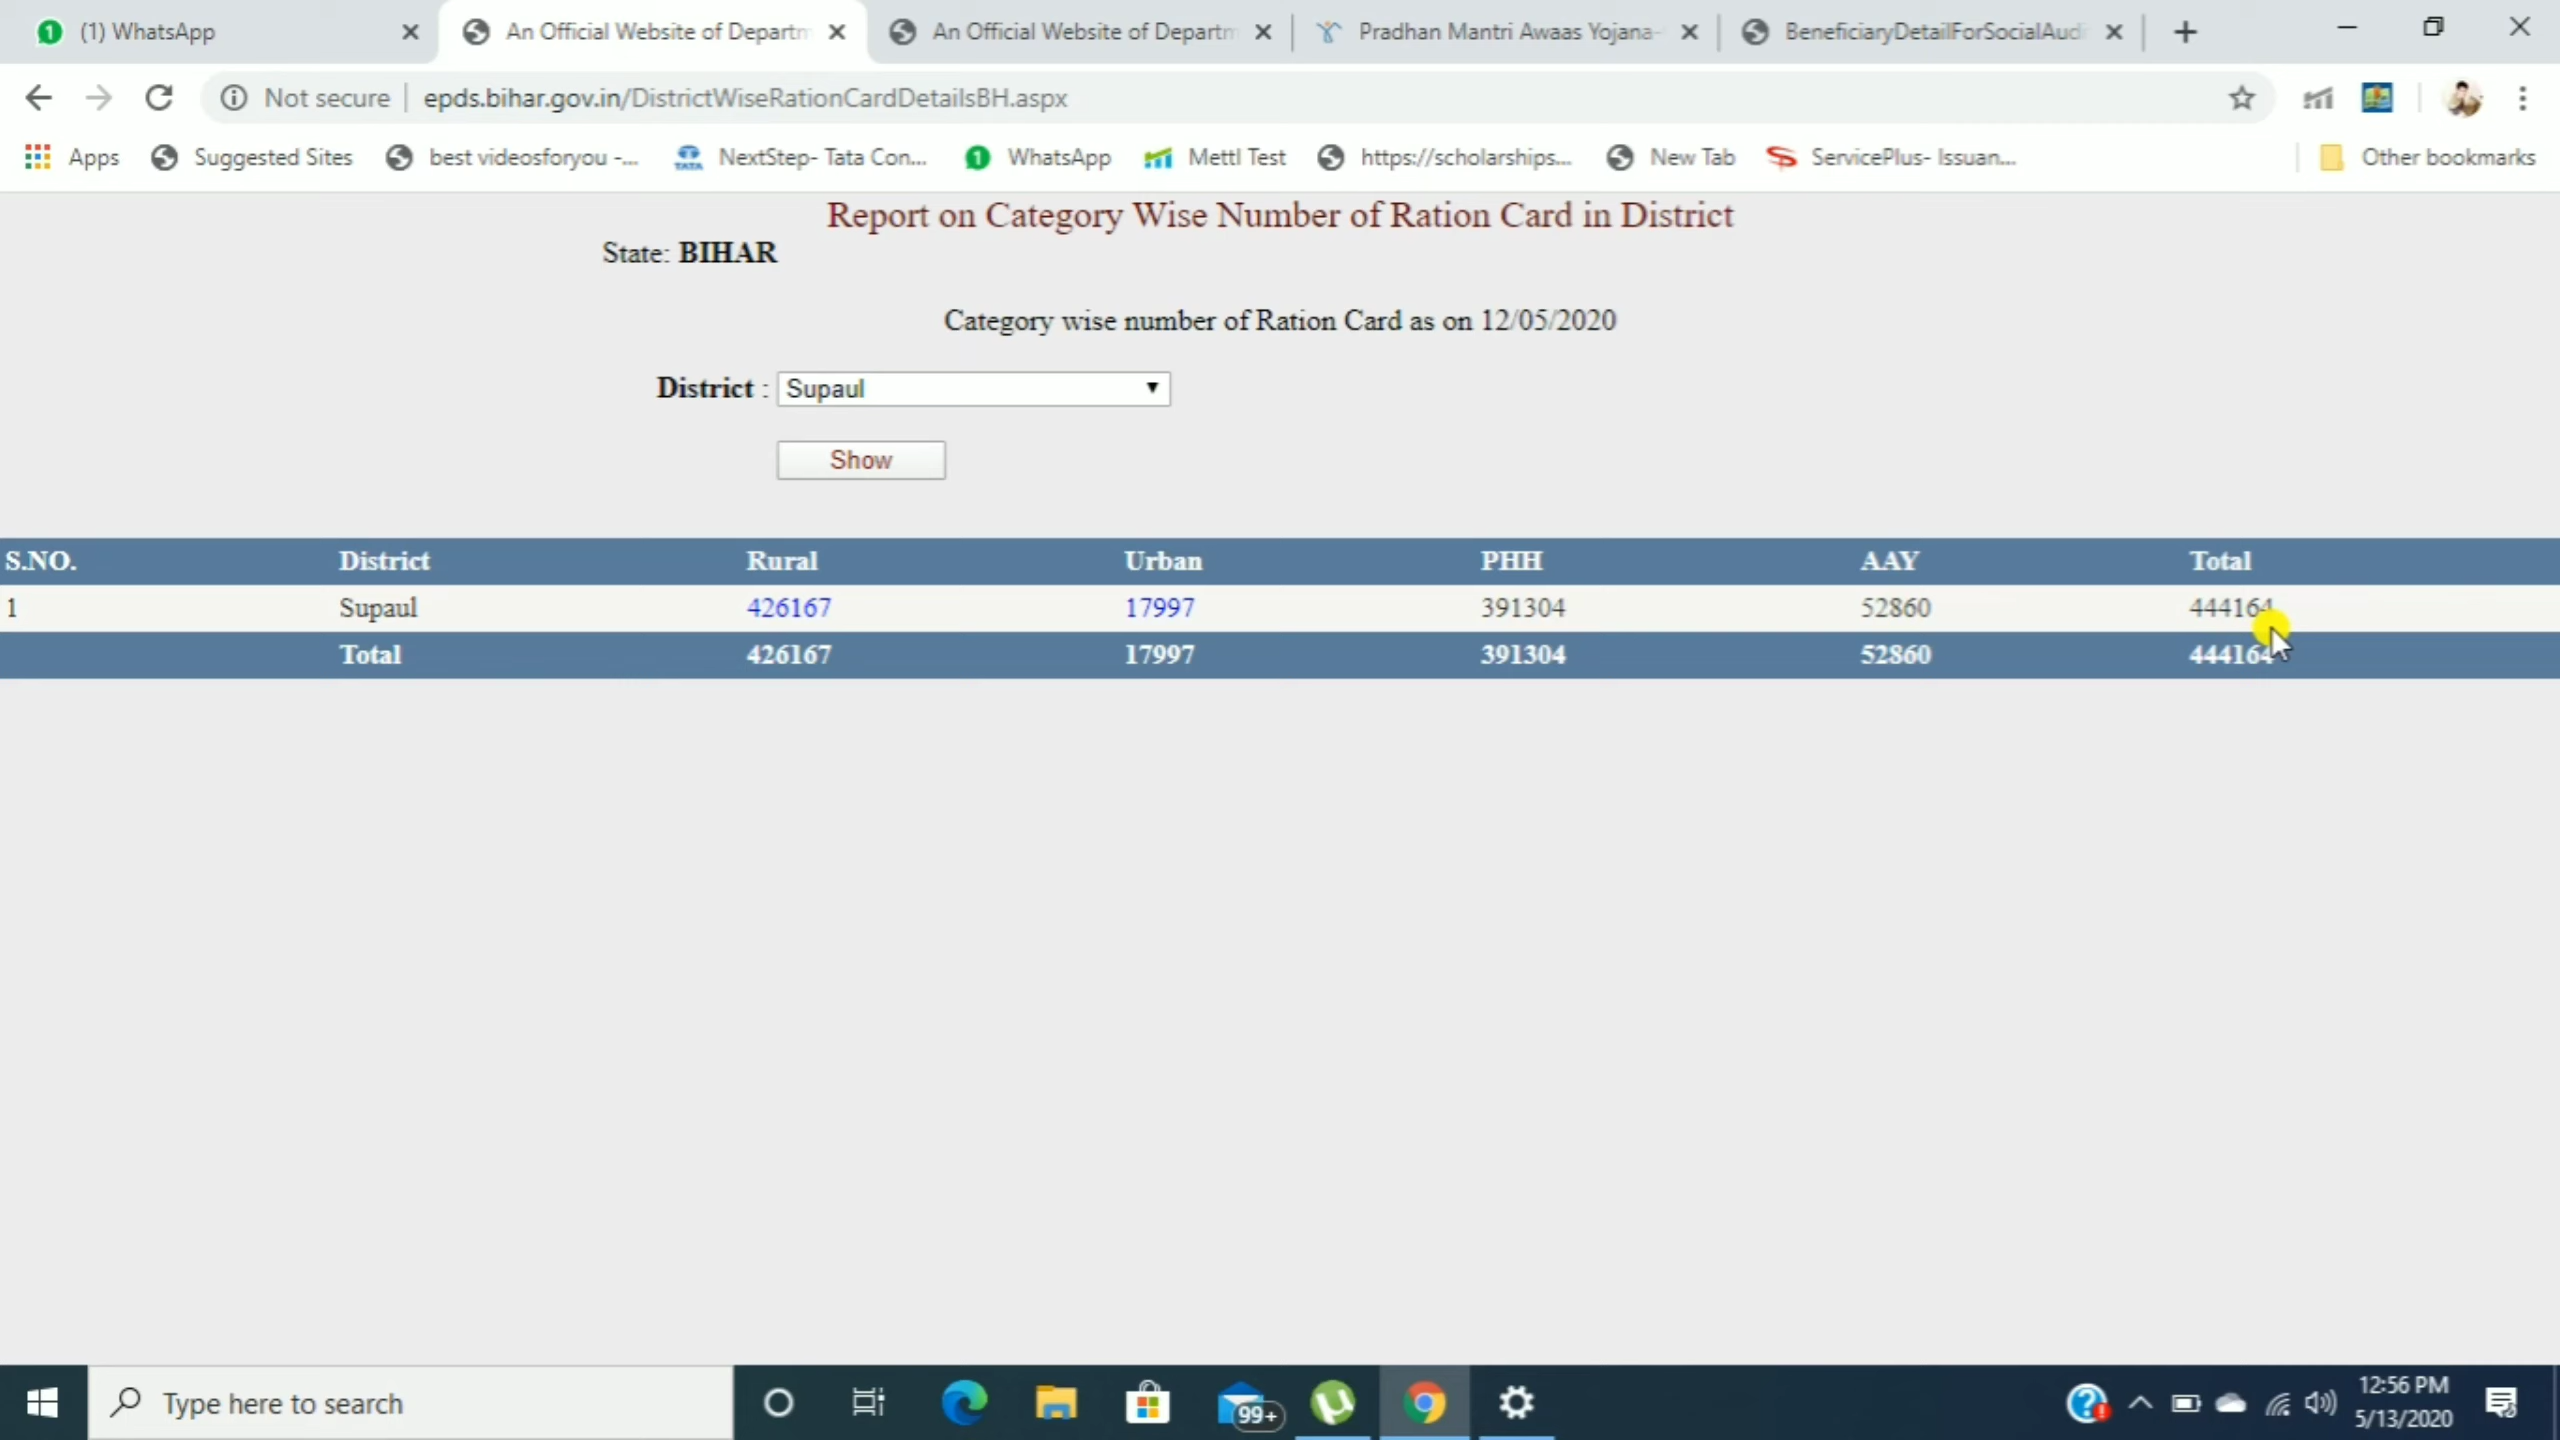 (1) WhatsApp
An Official Website of Departm
An Official Website of Departm
Pradhan Mantri Awaas Yojana-
BeneficiaryDetailForSocialAudi
Not secure
epds.bihar.gov.in/DistrictWiseRationCardDetailsBH.aspx
Apps
Suggested Sites
best videosforyou -...
TATA
NextStep- Tata Con...
1
WhatsApp
Mettl Test
https://scholarships...
New Tab
ServicePlus- Issuan...
Other bookmarks
Report on Category Wise Number of Ration Card in District
State: BIHAR
Category wise number of Ration Card as on 12/05/2020
District : Supaul
Show
S.NO. District Rural Urban PHH AAY Total
1 Supaul 426167 17997 391304 52860 444164
Total 426167 17997 391304 52860 444164
Type here to search
99+
12:56 PM
5/13/2020